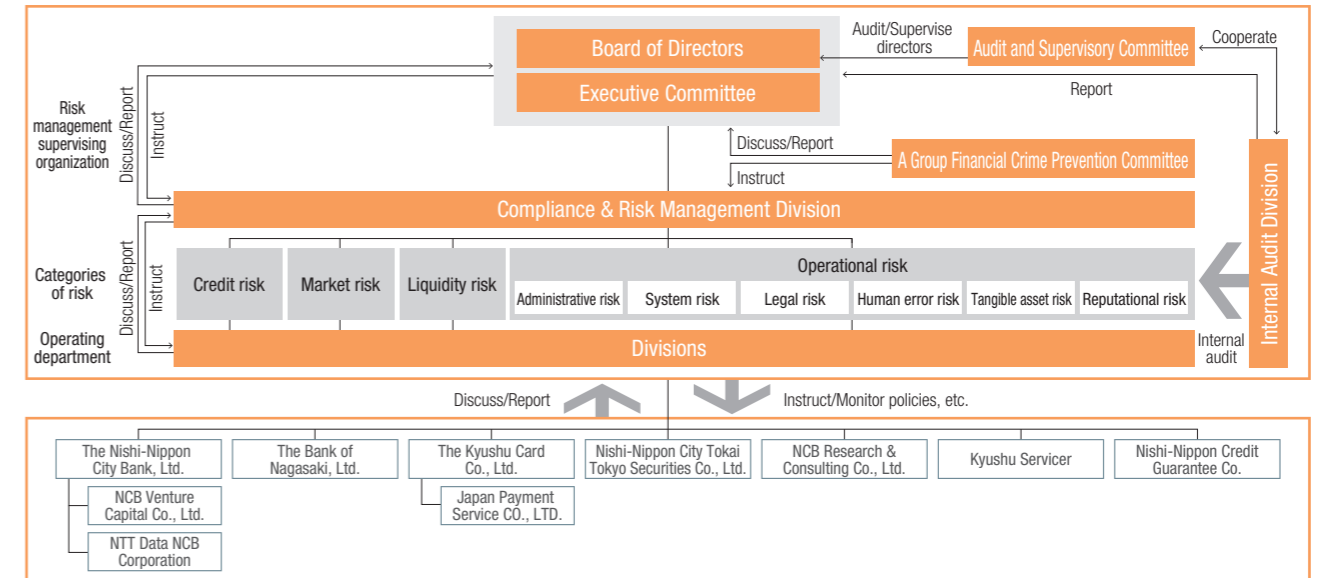 Board of Directors
Executive Committee
Audit/Supervise
directors
Audit and Supervisory Committee
Cooperate
Report
Risk
management
supervising
organization
Discuss/Report
Instruct
Discuss/Report
Instruct
A Group Financial Crime Prevention Committee
Compliance & Risk Management Division
Internal Audit Division
Categories
of risk
Discuss/Report
Instruct
Credit risk
Market risk
Liquidity risk
Operational risk
Administrative risk
System risk
Legal risk
Human error risk
Tangible asset risk
Reputational risk
Operating
department
Divisions
Internal
audit
Discuss/Report
Instruct/Monitor policies, etc.
The Nishi-Nippon
City Bank, Ltd.
The Bank of
Nagasaki, Ltd.
The Kyushu Card
Co., Ltd.
Nishi-Nippon City Tokai
Tokyo Securities Co., Ltd.
NCB Research &
Consulting Co., Ltd.
Kyushu Servicer
Nishi-Nippon Credit
Guarantee Co.
NCB Venture
Capital Co., Ltd.
Japan Payment
Service CO., LTD.
NTT Data NCB
Corporation